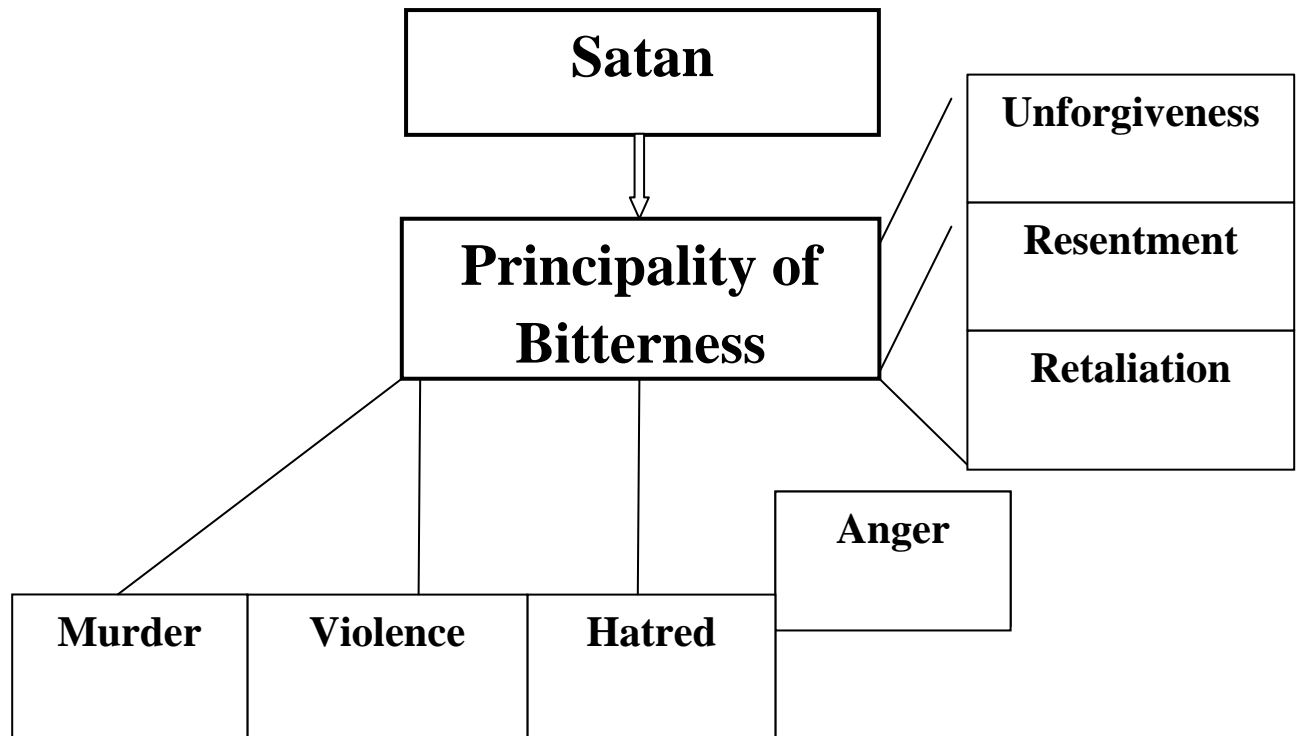 Satan
Unforgiveness
Principality of
Bitterness
Resentment
Retaliation
Anger
Murder
Violence
Hatred